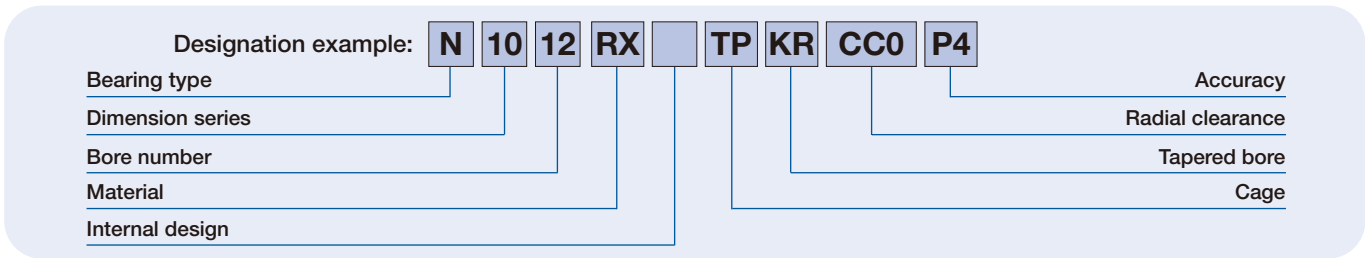 Designation example: N 10 12 RX TP KR CC0 P4
Bearing type Accuracy
Dimension series Radial clearance
Bore number Tapered bore
Material Cage
Internal design